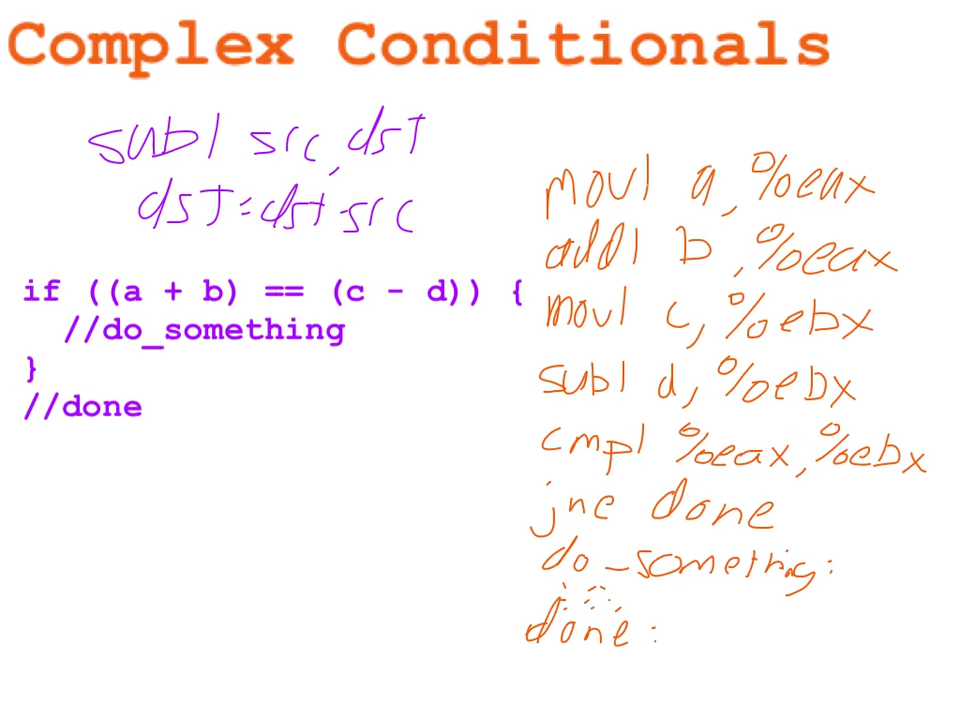 Complex Conditionals
subl src, dst
dst = dst - src
if ((a + b) == (c - d)) {
//do_something
}
//done
movl a, %eax
addl b, %eax
movl c, %ebx
subl d, %ebx
cmpl %eax, %ebx
jne done
do_something:
...
done: